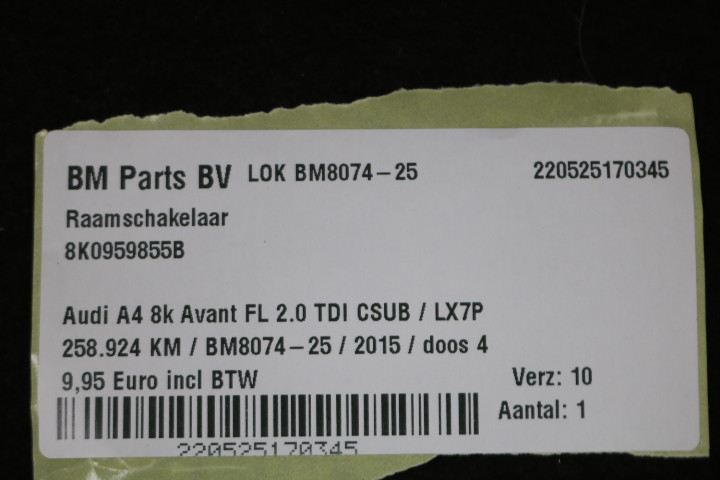 BM Parts BV LOK BM8074-25 220525170345
Raamschakelaar
8K0959855B
Audi A4 8k Avant FL 2.0 TDI CSUB / LX7P
258.924 KM / BM8074-25 / 2015 / doos 4
9,95 Euro incl BTW Verz: 10
Aantal: 1
220525170345